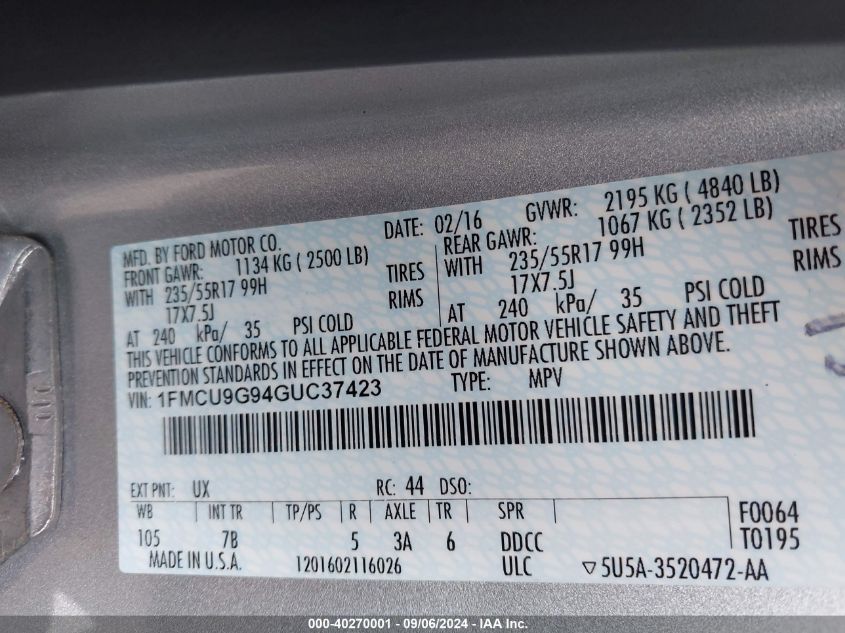 MFD. BY FORD MOTOR CO. DATE: 02/16 GVWR: 2195 KG ( 4840 LB)
FRONT GAWR: 1134 KG ( 2500 LB) REAR GAWR: 1067 KG ( 2352 LB)
WITH 235/55R17 99H TIRES WITH 235/55R17 99H TIRES
17X7.5J RIMS 17X7.5J RIMS
AT 240 kPa/ 35 PSI COLD AT 240 kPa/ 35 PSI COLD
THIS VEHICLE CONFORMS TO ALL APPLICABLE FEDERAL MOTOR VEHICLE SAFETY AND THEFT
PREVENTION STANDARDS IN EFFECT ON THE DATE OF MANUFACTURE SHOWN ABOVE.
VIN: 1FMCU9G94GUC37423 TYPE: MPV
EXT PNT: UX RC: 44 DSO:
WB INT TR TP/PS R AXLE TR SPR F0064
105 7B 5 3A 6 DDCC T0195
MADE IN U.S.A. 1201602116026 ULC ▽5U5A-3520472-AA
000-40270001 - 09/06/2024 - IAA Inc.